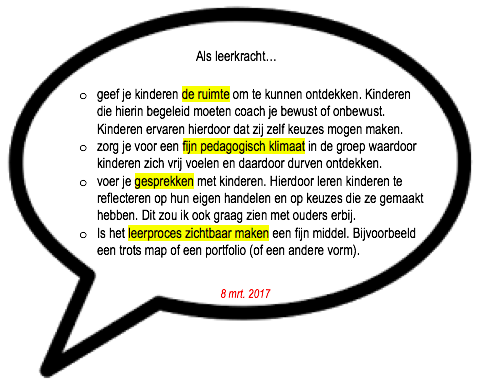 Als leerkracht…
o geef je kinderen de ruimte om te kunnen ontdekken. Kinderen
die hierin begeleid moeten coach je bewust of onbewust.
Kinderen ervaren hierdoor dat zij zelf keuzes mogen maken.
o zorg je voor een fijn pedagogisch klimaat in de groep waardoor
kinderen zich vrij voelen en daardoor durven ontdekken.
o voer je gesprekken met kinderen. Hierdoor leren kinderen te
reflecteren op hun eigen handelen en op keuzes die ze gemaakt
hebben. Dit zou ik ook graag zien met ouders erbij.
o Is het leerproces zichtbaar maken een fijn middel. Bijvoorbeeld
een trots map of een portfolio (of een andere vorm).
8 mrt. 2017